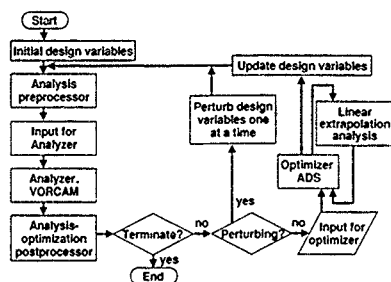 Start
Initial design variables
Update design variables
Analysis
preprocessor
Perturb design
variables one
at a time
Linear
extrapolation
analysis
Input for
Analyzer
Optimizer
ADS
Analyzer.
VORCAM
yes
Analysis-
optimization
postprocessor
Terminate?
no
Perturbing?
no
Input for
optimizer
yes
End